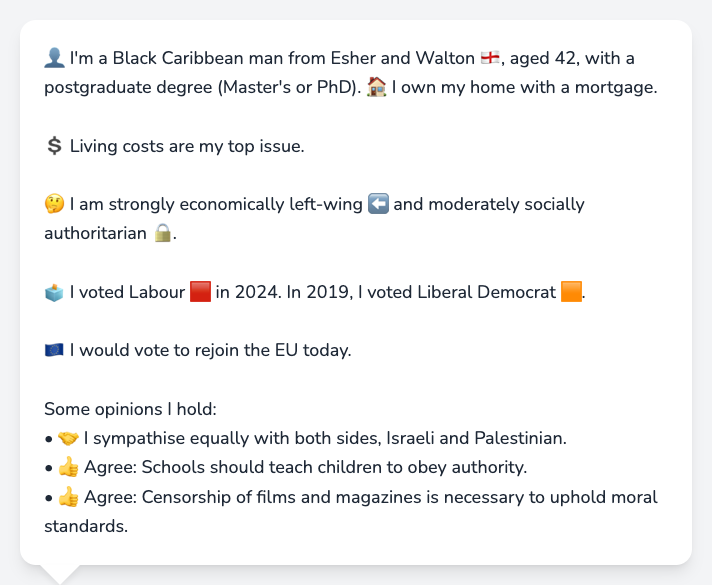 👤 I'm a Black Caribbean man from Esher and Walton 🏴󠁧󠁢󠁥󠁮󠁧󠁿, aged 42, with a
postgraduate degree (Master's or PhD). 🏠 I own my home with a mortgage.
💲 Living costs are my top issue.
🤔 I am strongly economically left-wing ⬅️ and moderately socially
authoritarian 🔒.
🗳️ I voted Labour 🟥 in 2024. In 2019, I voted Liberal Democrat 🟧.
🇪🇺 I would vote to rejoin the EU today.
Some opinions I hold:
• 🤝 I sympathise equally with both sides, Israeli and Palestinian.
• 👍 Agree: Schools should teach children to obey authority.
• 👍 Agree: Censorship of films and magazines is necessary to uphold moral
standards.